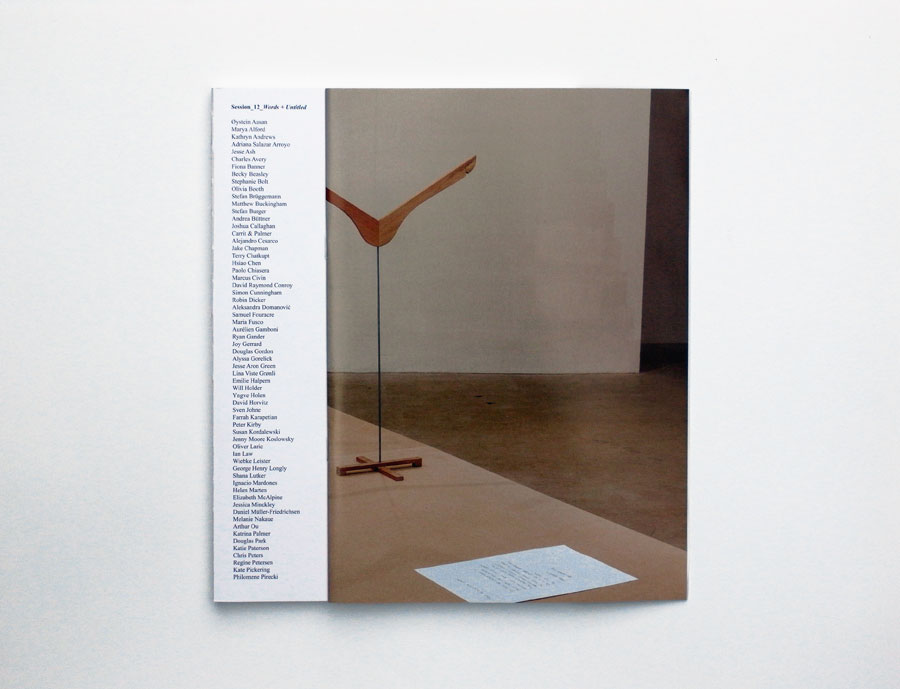 Session_12_Words + Untitled
Øystein Aasan
Marya Alford
Kathryn Andrews
Adriana Salazar Arroyo
Jesse Ash
Charles Avery
Fiona Banner
Becky Beasley
Stephanie Bolt
Olivia Booth
Stefan Brüggemann
Matthew Buckingham
Stefan Burger
Andrea Büttner
Joshua Callaghan
Carrit & Palmer
Alejandro Cesarco
Jake Chapman
Terry Chatkupt
Hsiao Chen
Paolo Chiasera
Marcus Civin
David Raymond Conroy
Simon Cunningham
Robin Dicker
Aleksandra Domanović
Samuel Fouracre
Maria Fusco
Aurélien Gamboni
Ryan Gander
Joy Gerrard
Douglas Gordon
Alyssa Gorelick
Jesse Aron Green
Lina Viste Grønli
Emilie Halpern
Will Holder
Yngve Holen
David Horvitz
Sven Johne
Farrah Karapetian
Peter Kirby
Susan Kordalewski
Jenny Moore Koslowsky
Oliver Laric
Ian Law
Wiebke Leister
George Henry Longly
Shana Lutker
Ignacio Mardones
Helen Marten
Elizabeth McAlpine
Jessica Minckley
Daniel Müller-Friedrichsen
Melanie Nakaue
Arthur Ou
Katrina Palmer
Douglas Park
Katie Paterson
Chris Peters
Regine Petersen
Kate Pickering
Philomene Pirecki